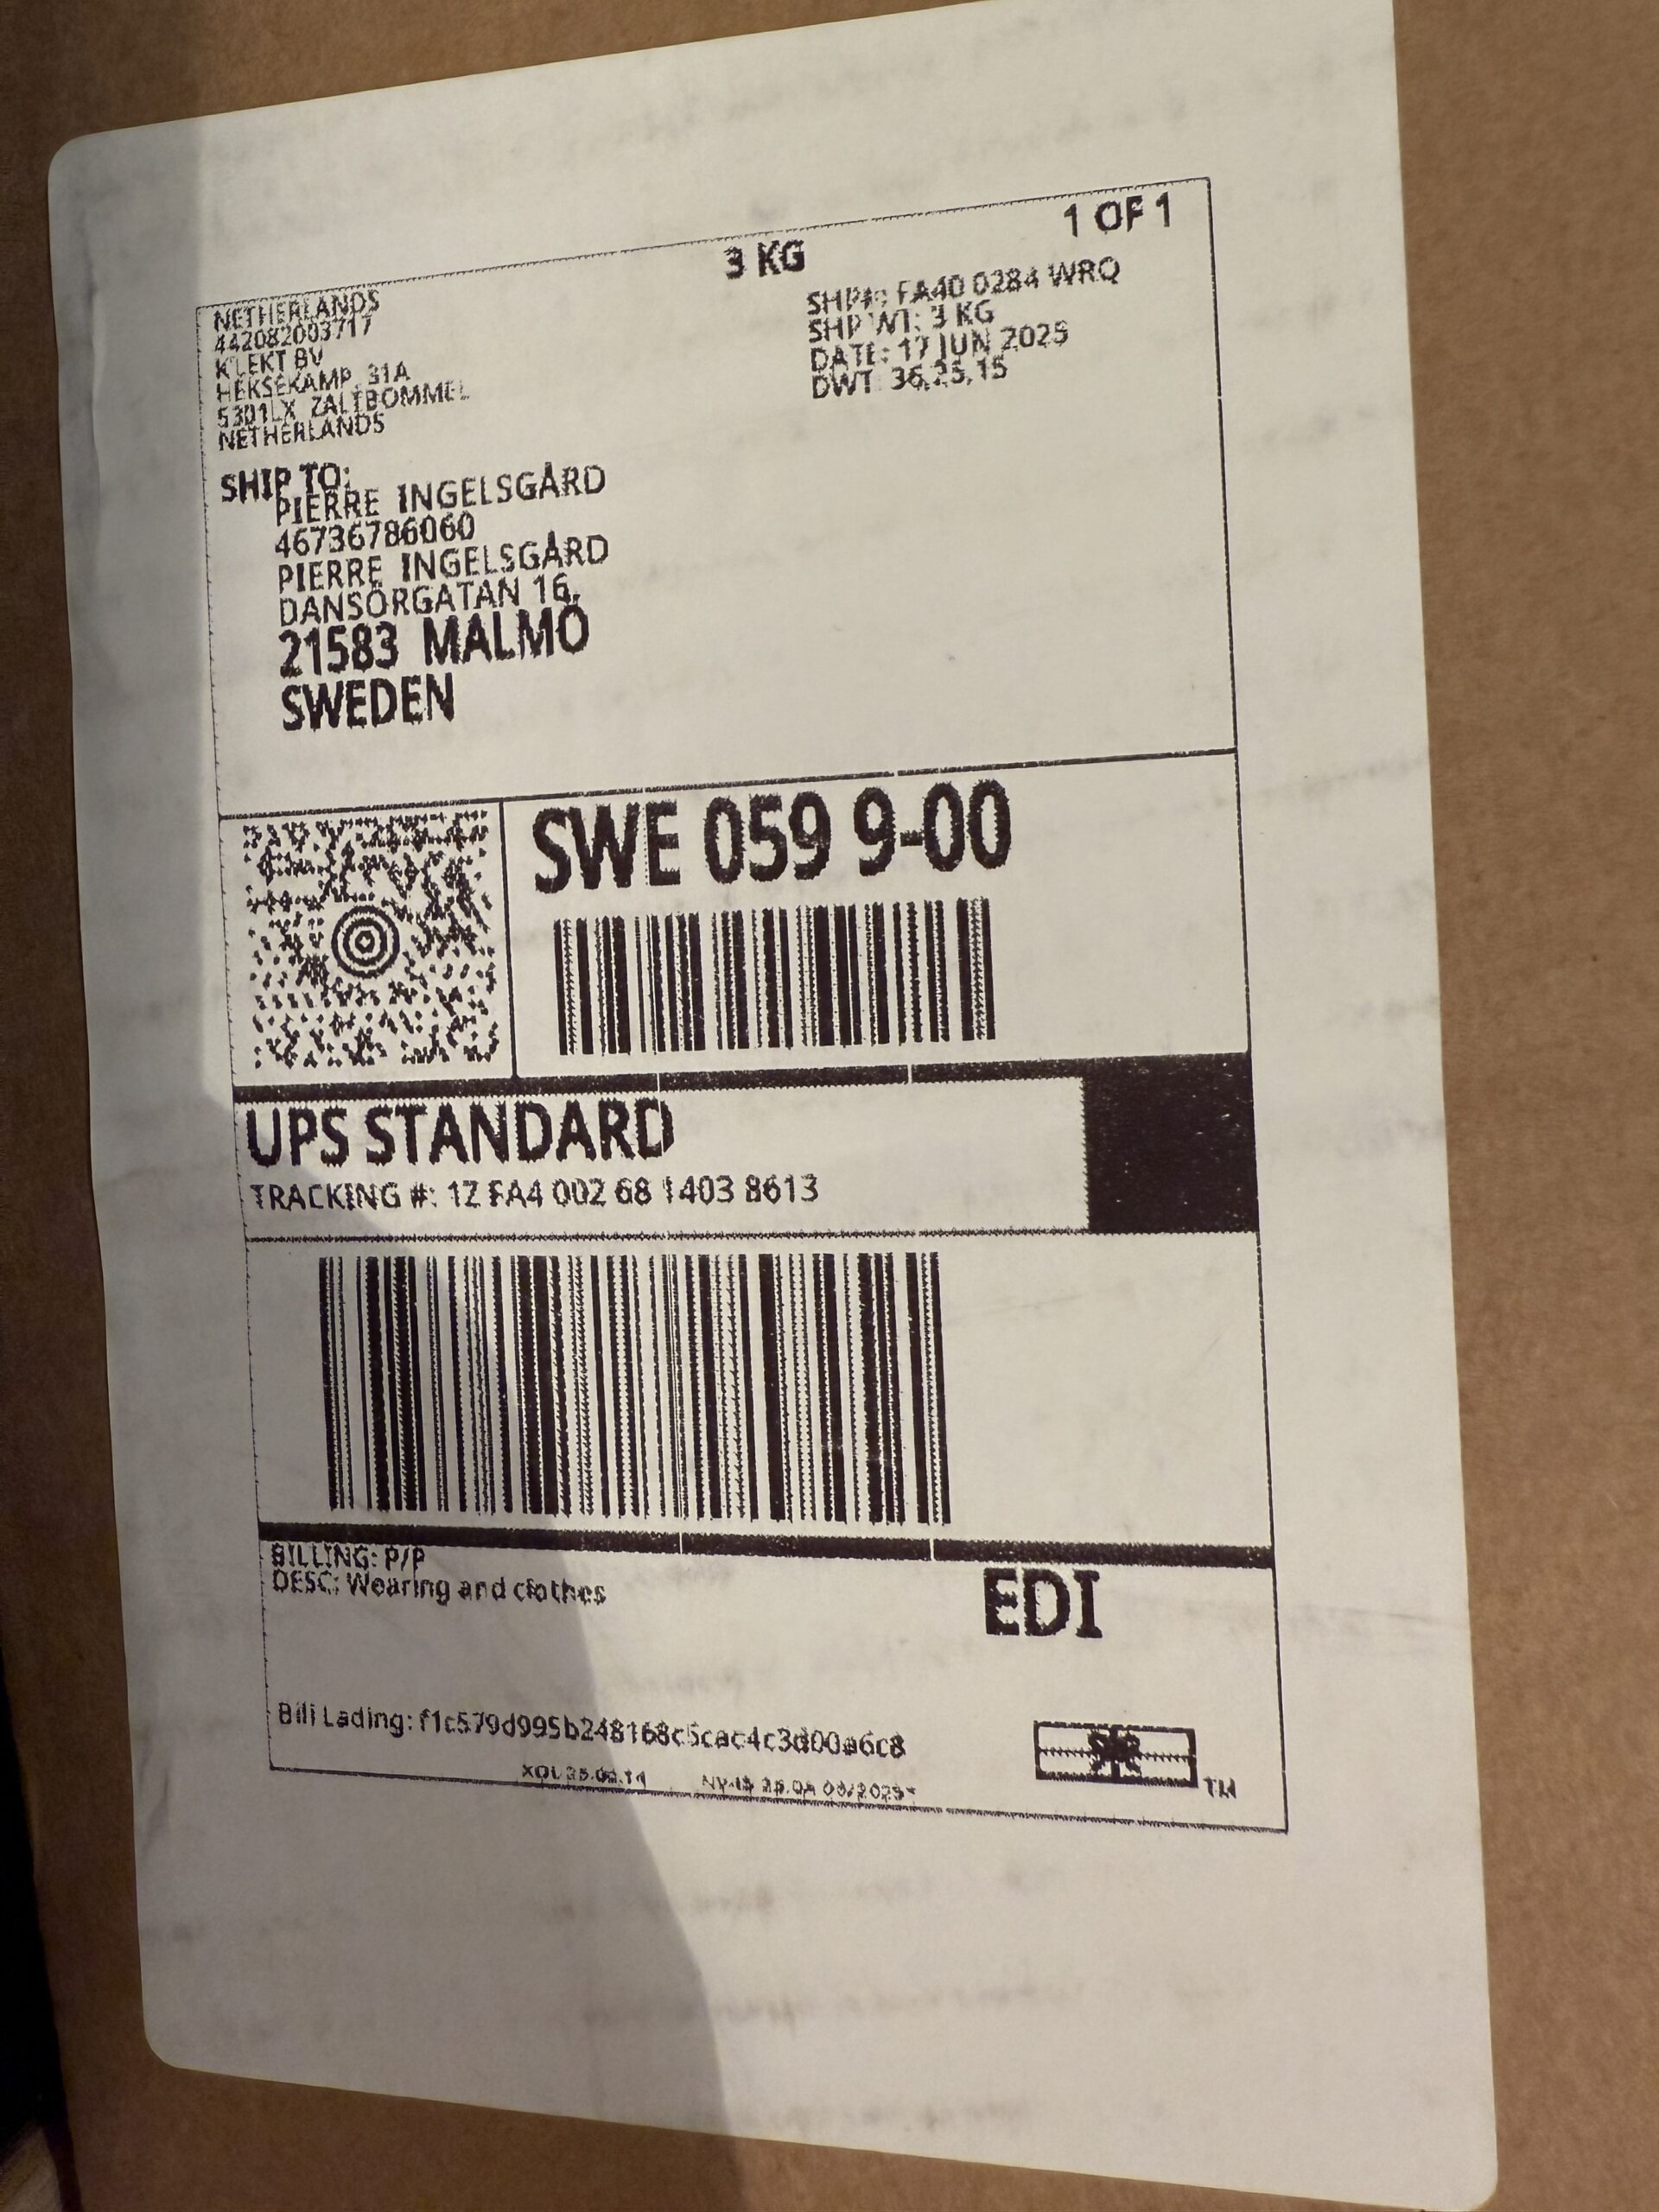 1 OF 1
3 KG
NETHERLANDS
442082003717
K'LEKT BV
HEKSEKAMP 31A
5301LX ZALTBOMMEL
NETHERLANDS
SHP#: FA40 0284 WRQ
SHP WT: 3 KG
DATE: 17 JUN 2025
DWT: 36,25,15
SHIP TO:
PIERRE INGELSGÅRD
46736786060
PIERRE INGELSGÅRD
DANSÖRGATAN 16,
21583 MALMÖ
SWEDEN
SWE 059 9-00
UPS STANDARD
TRACKING #: 1Z FA4 002 68 1403 8613
BILLING: P/P
DESC: Wearing and clothes
EDI
Bill Lading: f1c579d995b248168c5cac4c3d00a6c8
TM